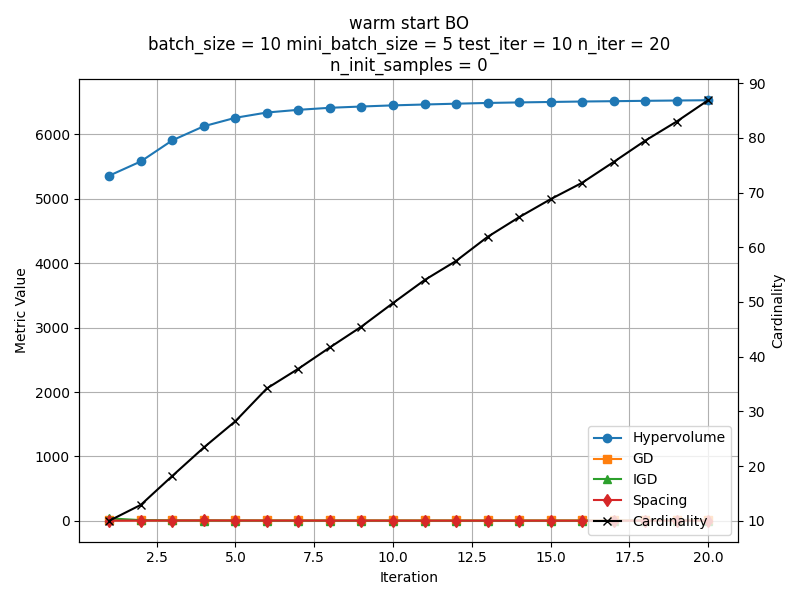 warm start BO
batch_size = 10 mini_batch_size = 5 test_iter = 10 n_iter = 20
n_init_samples = 0
Metric Value
6000
5000
4000
3000
2000
1000
0
90
80
70
60
50
40
30
20
10
Cardinality
Hypervolume
GD
IGD
Spacing
Cardinality
2.5 5.0 7.5 10.0 12.5 15.0 17.5 20.0
Iteration